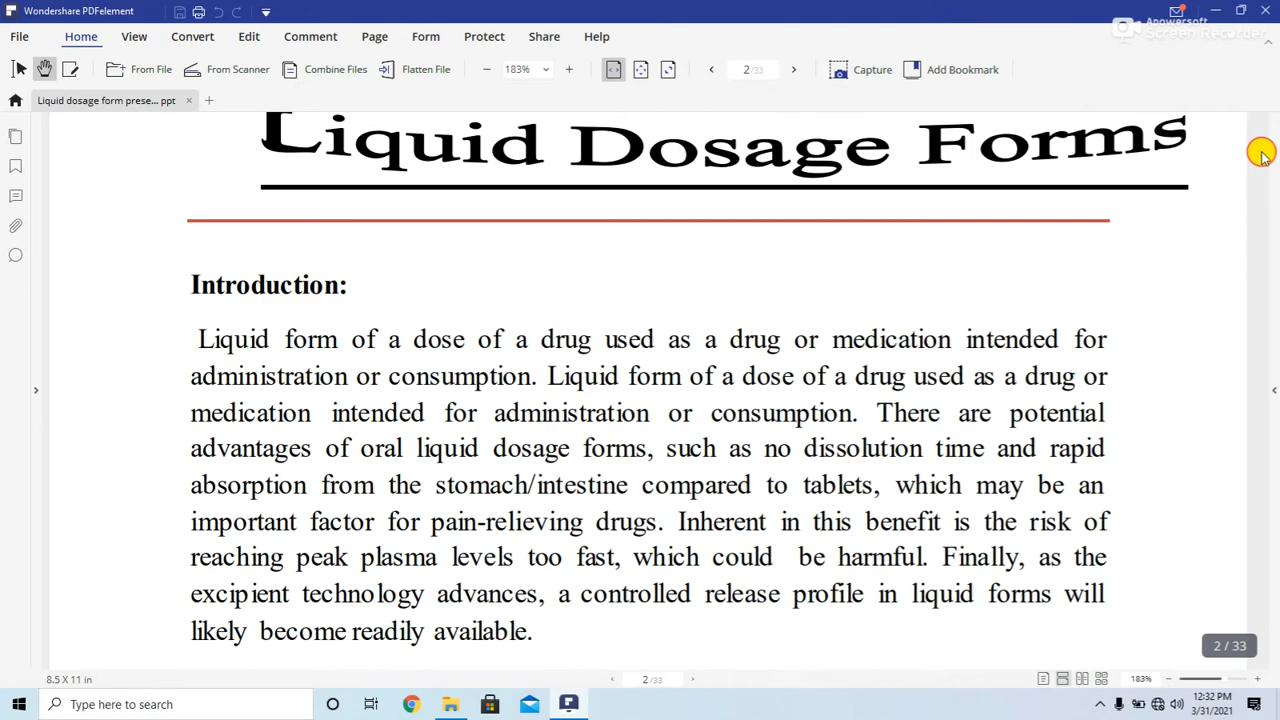 Wondershare PDFelement
Apowersoft
Screen Recorder
File Home View Convert Edit Comment Page Form Protect Share Help
From File From Scanner Combine Files Flatten File 183% 2/33 Capture Add Bookmark
Liquid dosage form prese... ppt
Liquid Dosage Forms
Introduction:
Liquid form of a dose of a drug used as a drug or medication intended for
administration or consumption. Liquid form of a dose of a drug used as a drug or
medication intended for administration or consumption. There are potential
advantages of oral liquid dosage forms, such as no dissolution time and rapid
absorption from the stomach/intestine compared to tablets, which may be an
important factor for pain-relieving drugs. Inherent in this benefit is the risk of
reaching peak plasma levels too fast, which could be harmful. Finally, as the
excipient technology advances, a controlled release profile in liquid forms will
likely become readily available.
2 / 33
8.5 X 11 in 2/33 183%
Type here to search
12:32 PM
3/31/2021